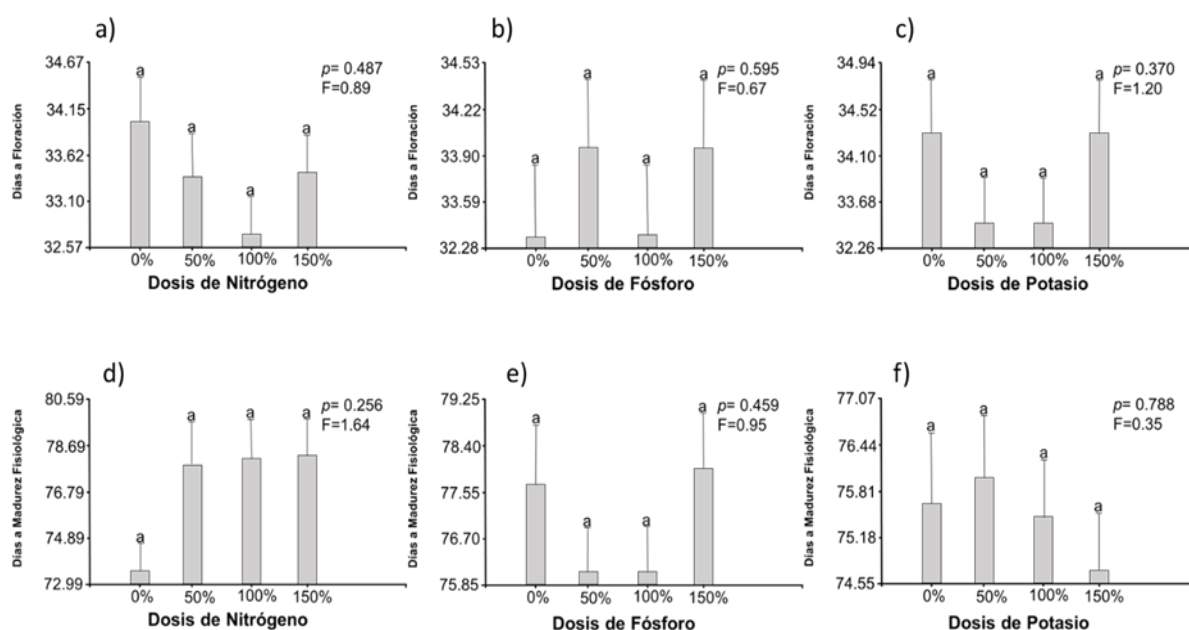 a)
34.67
34.15
33.62
33.10
32.57
Días a Floración
a
a
a
a
p= 0.487
F=0.89
0% 50% 100% 150%
Dosis de Nitrógeno
b)
34.53
34.22
33.90
33.59
32.28
Días a Floración
a
a
a
a
p= 0.595
F=0.67
0% 50% 100% 150%
Dosis de Fósforo
c)
34.94
34.52
34.10
33.68
32.26
Días a Floración
a
a
a
a
p= 0.370
F=1.20
0% 50% 100% 150%
Dosis de Potasio
d)
80.59
78.69
76.79
74.89
72.99
Días a Madurez Fisiológica
a
a
a
a
p= 0.256
F=1.64
0% 50% 100% 150%
Dosis de Nitrógeno
e)
79.25
78.40
77.55
76.70
75.85
Días a Madurez Fisiológica
a
a
a
a
p= 0.459
F=0.95
0% 50% 100% 150%
Dosis de Fósforo
f)
77.07
76.44
75.81
75.18
74.55
Días a Madurez Fisiológica
a
a
a
a
p= 0.788
F=0.35
0% 50% 100% 150%
Dosis de Potasio